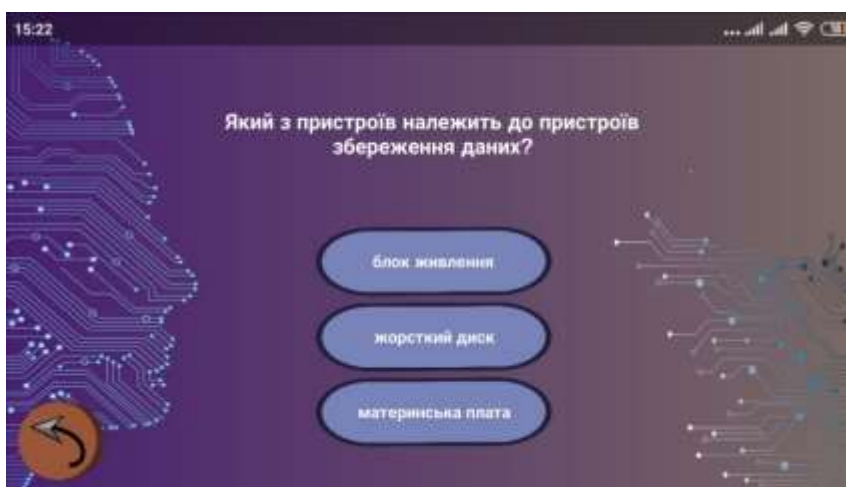 15:22
Який з пристроїв належить до пристроїв
збереження даних?
блок живлення
жорсткий диск
материнська плата